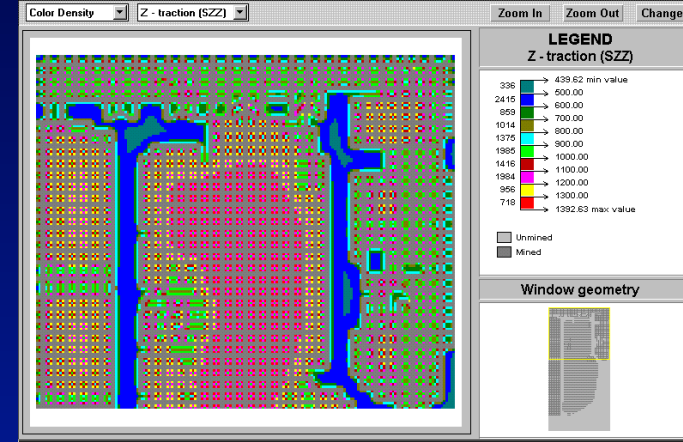 Color Density Z - traction (SZZ) Zoom In Zoom Out Change
LEGEND
Z - traction (SZZ)
439.62 min value
336
500.00
2415
600.00
859
700.00
1014
800.00
1375
900.00
1985
1000.00
1416
1100.00
1984
1200.00
956
1300.00
718
1392.63 max value
Unmined
Mined
Window geometry